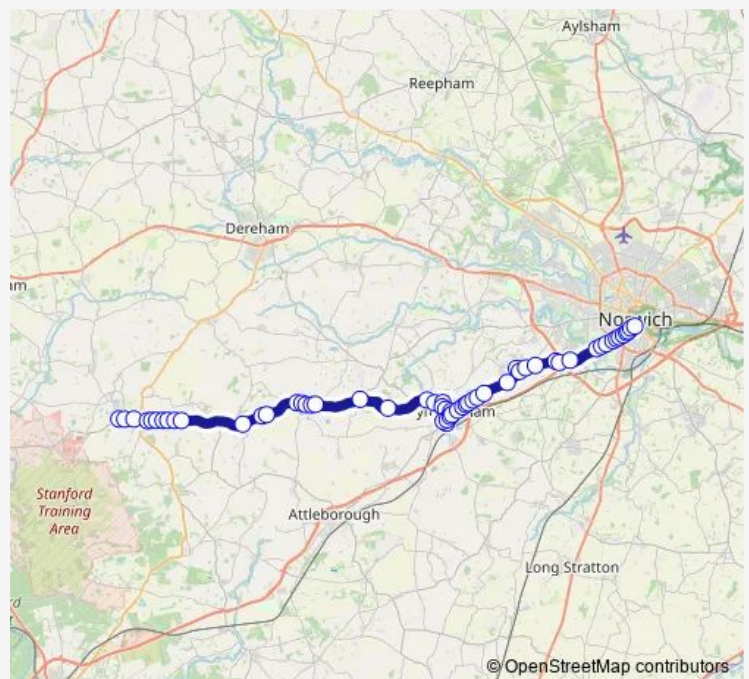 Aylsham
Reepham
Dereham
Norwich
Stanford
Training
Area
Attleborough
Long Stratton
© OpenStreetMap contributors